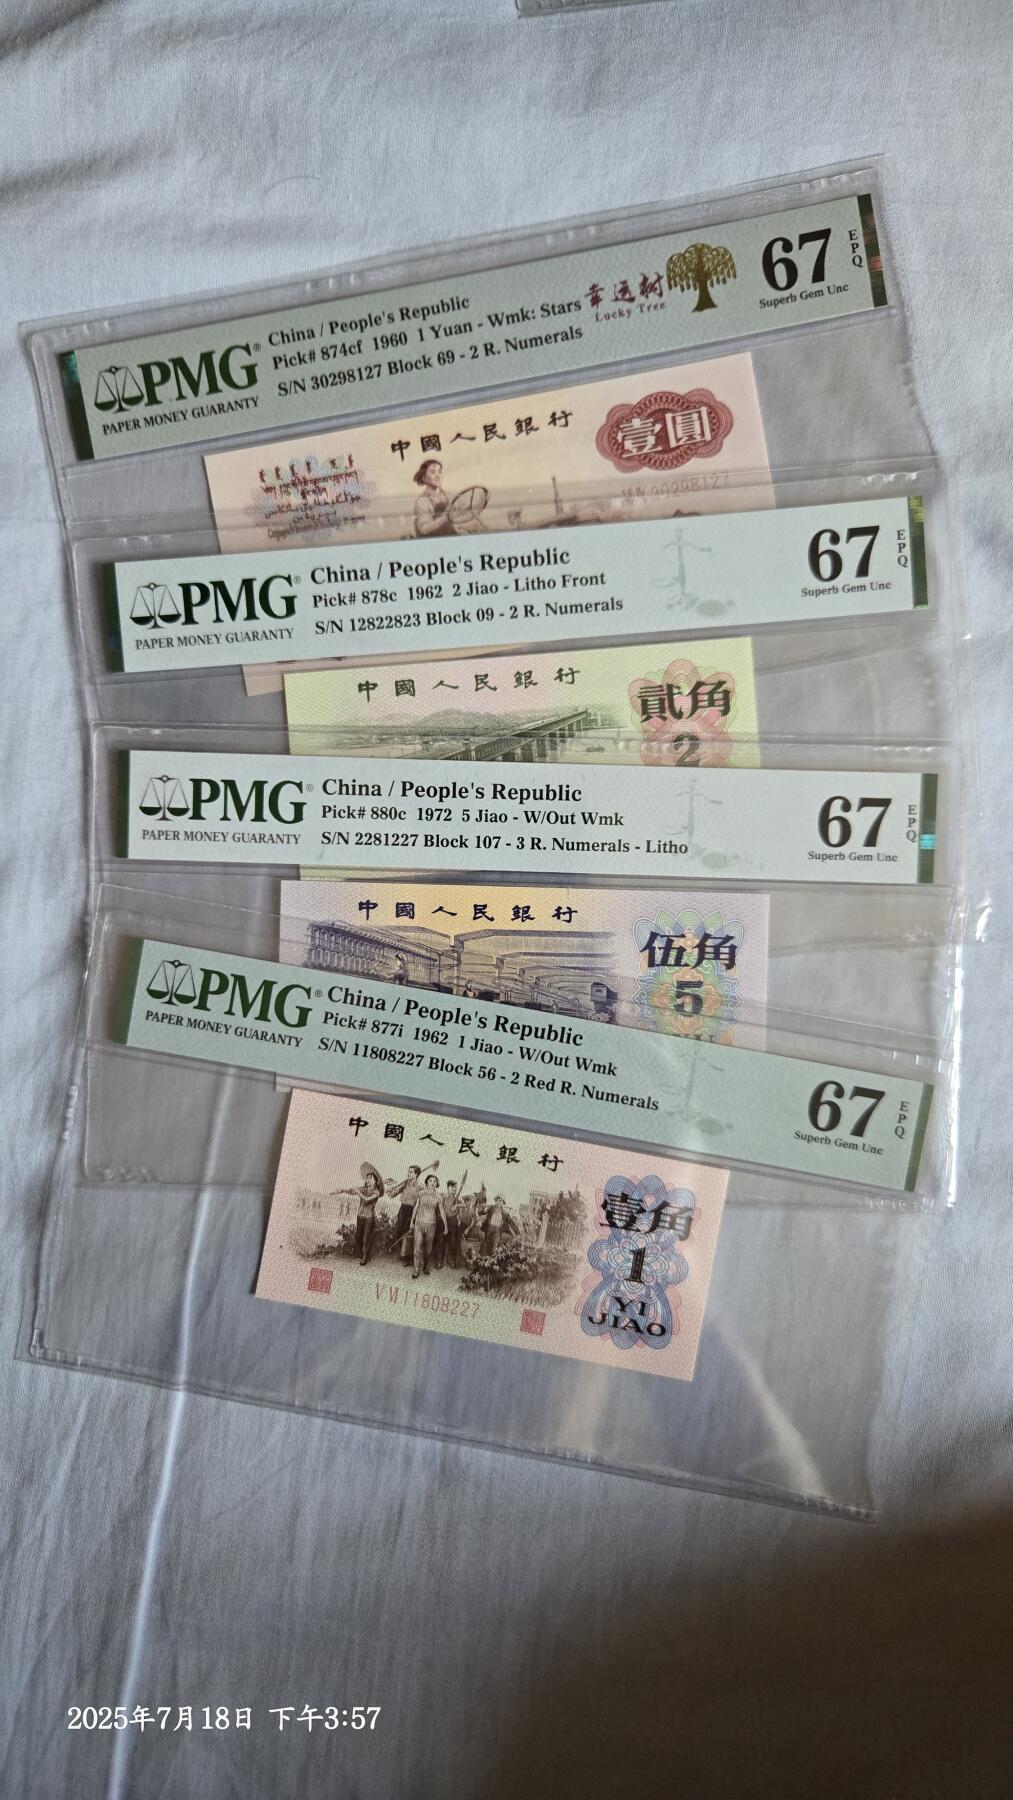 PMG®
PAPER MONEY GUARANTY
China / People's Republic
Pick# 874cf 1960 1 Yuan - Wmk: Stars
S/N 30298127 Block 69 - 2 R. Numerals
幸运树
Lucky Tree
67
EPQ
Superb Gem Unc
中國人民銀行
壹圓
30298127
PMG®
PAPER MONEY GUARANTY
China / People's Republic
Pick# 878c 1962 2 Jiao - Litho Front
S/N 12822823 Block 09 - 2 R. Numerals
67
EPQ
Superb Gem Unc
中國人民銀行
貳角
2
PMG®
PAPER MONEY GUARANTY
China / People's Republic
Pick# 880c 1972 5 Jiao - W/Out Wmk
S/N 2281227 Block 107 - 3 R. Numerals - Litho
67
EPQ
Superb Gem Unc
中國人民銀行
伍角
5
PMG®
PAPER MONEY GUARANTY
China / People's Republic
Pick# 877i 1962 1 Jiao - W/Out Wmk
S/N 11808227 Block 56 - 2 Red R. Numerals
67
EPQ
Superb Gem Unc
中國人民銀行
壹角
1
YI
JIAO
V VI 11808227
2025年7月18日 下午3:57